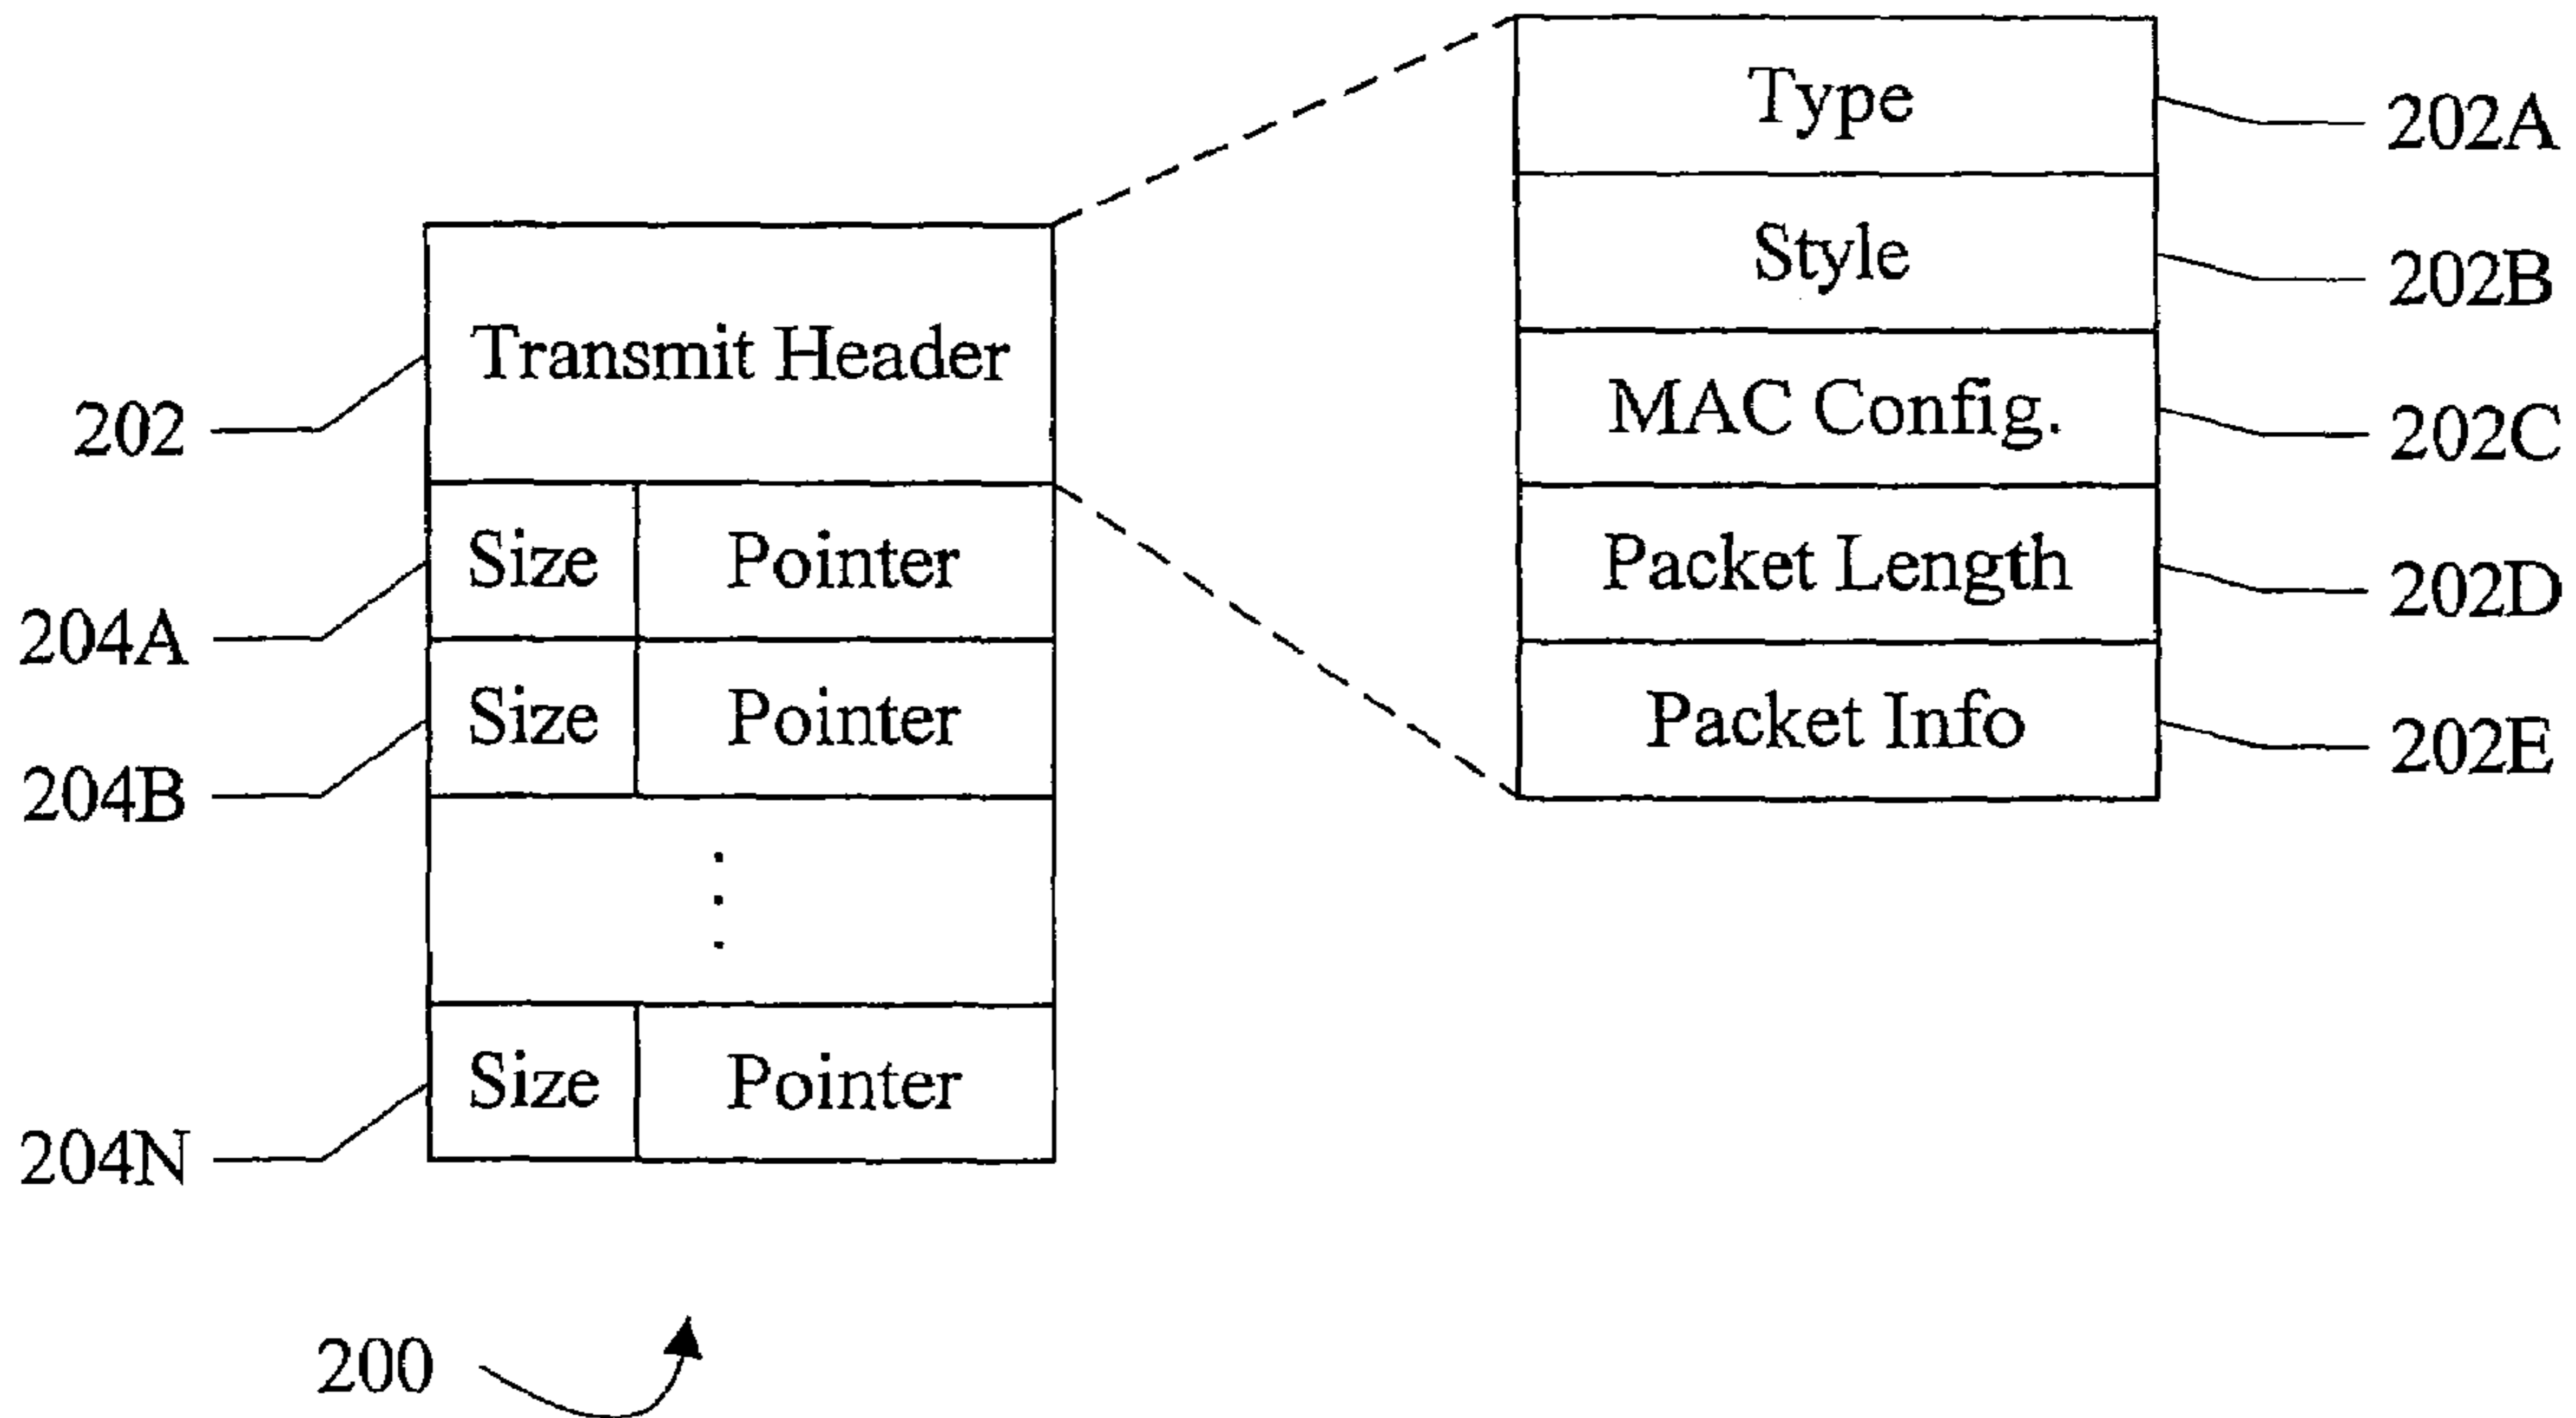 Type
202A
Style
202B
Transmit Header
MAC Config.
202
202C
Size Pointer
Packet Length
204A
202D
Size Pointer
Packet Info
204B
202E
Size Pointer
204N
200